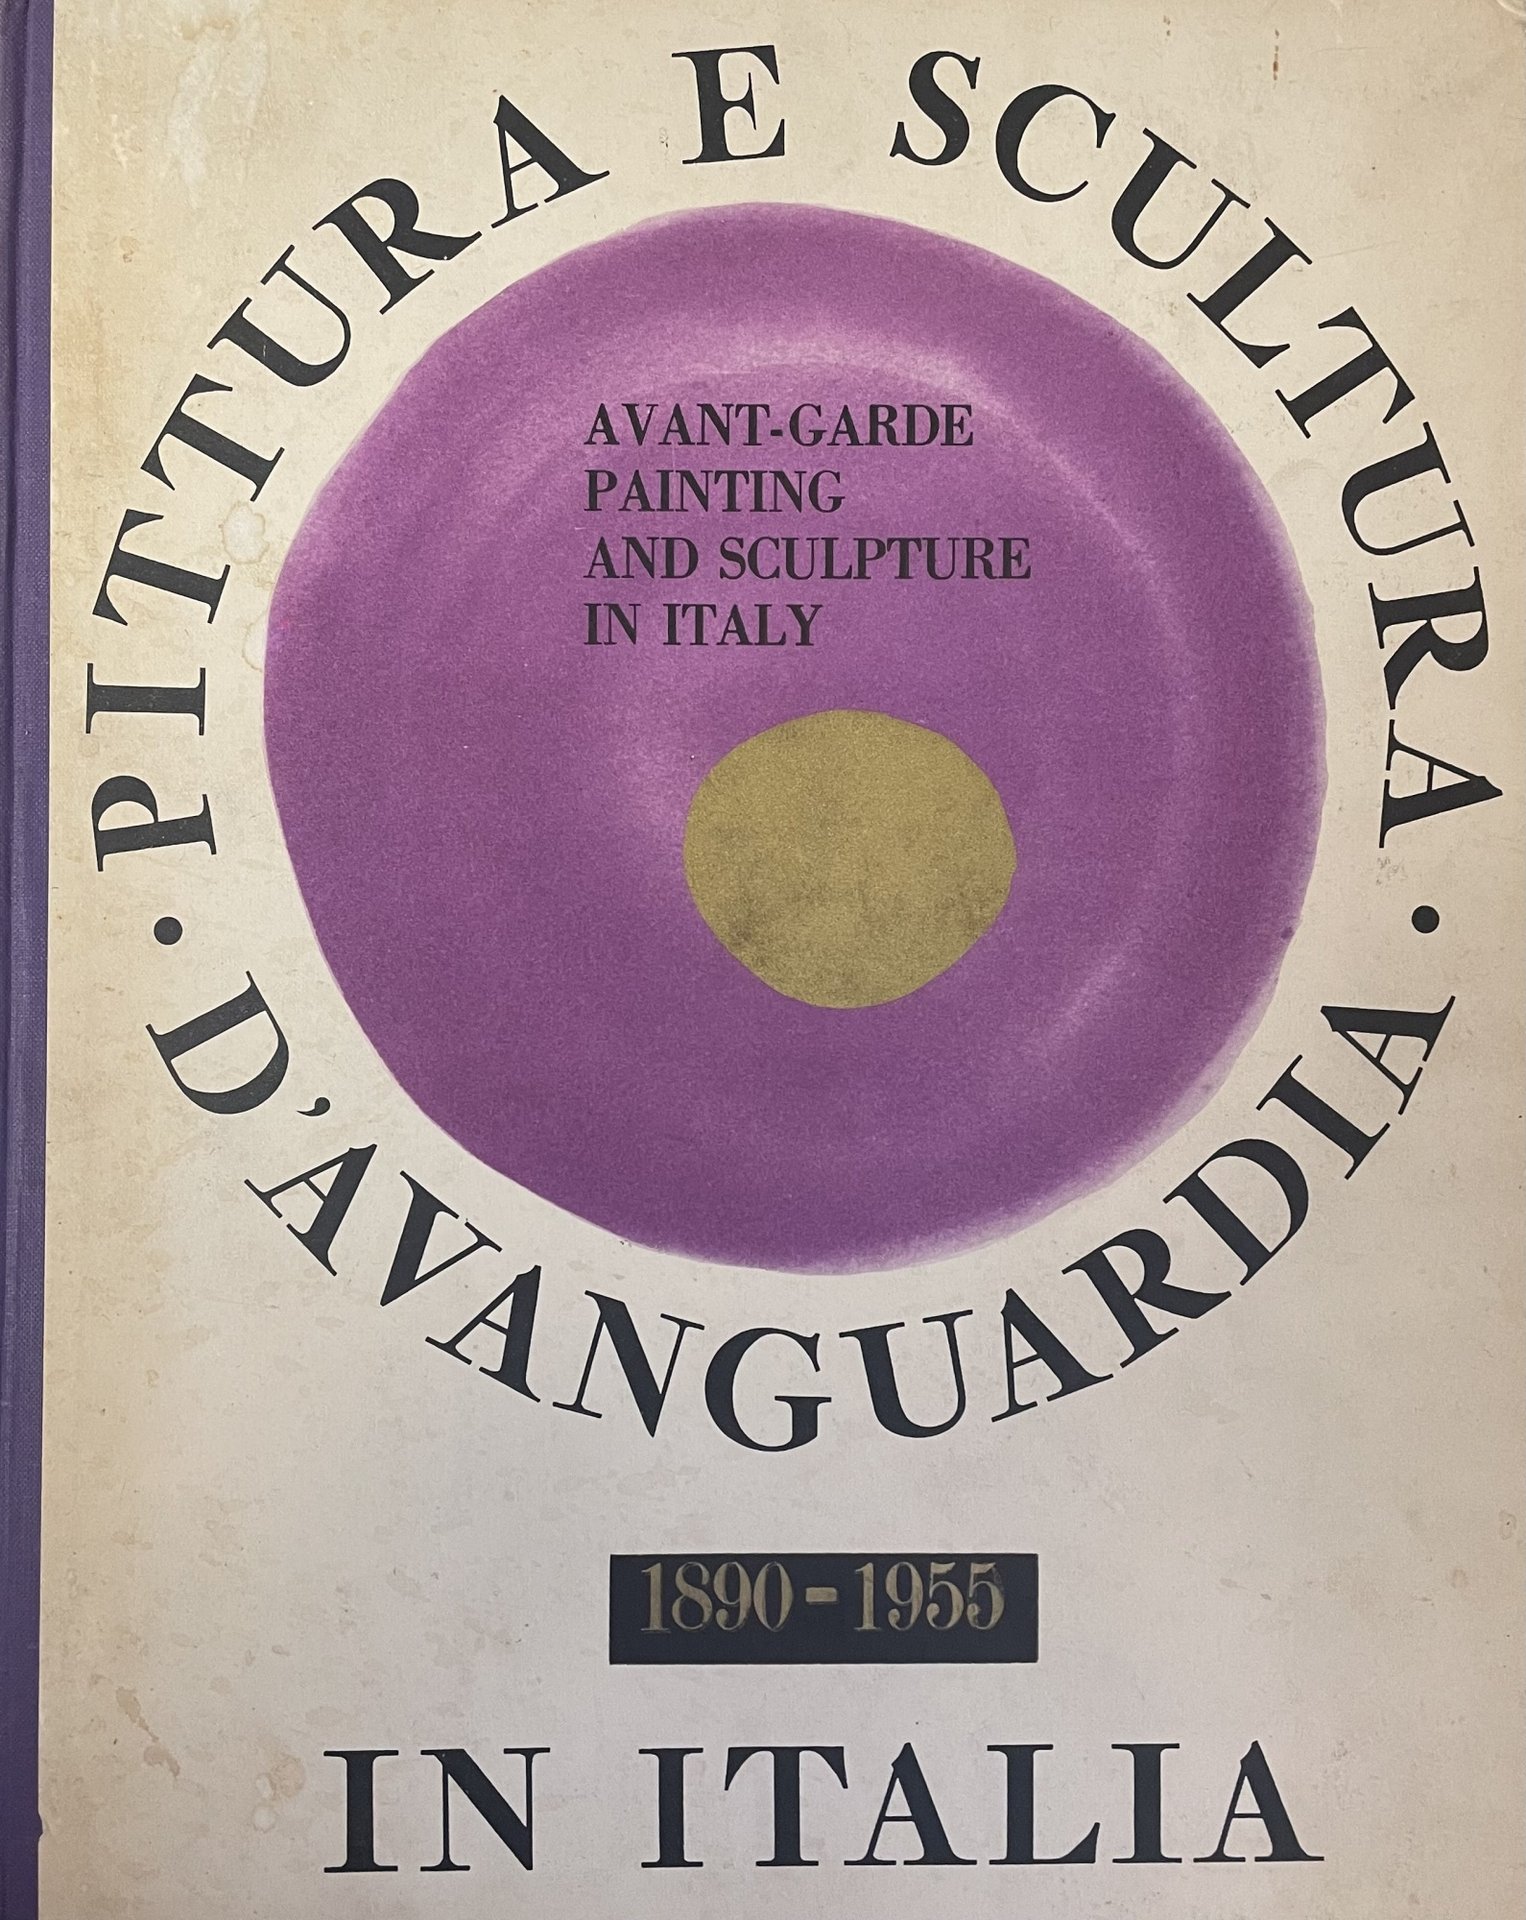 PITTURA E SCULTURA
AVANT-GARDE
PAINTING
AND SCULPTURE
IN ITALY
• D'AVANGUARDIA •
1890-1955
IN ITALIA